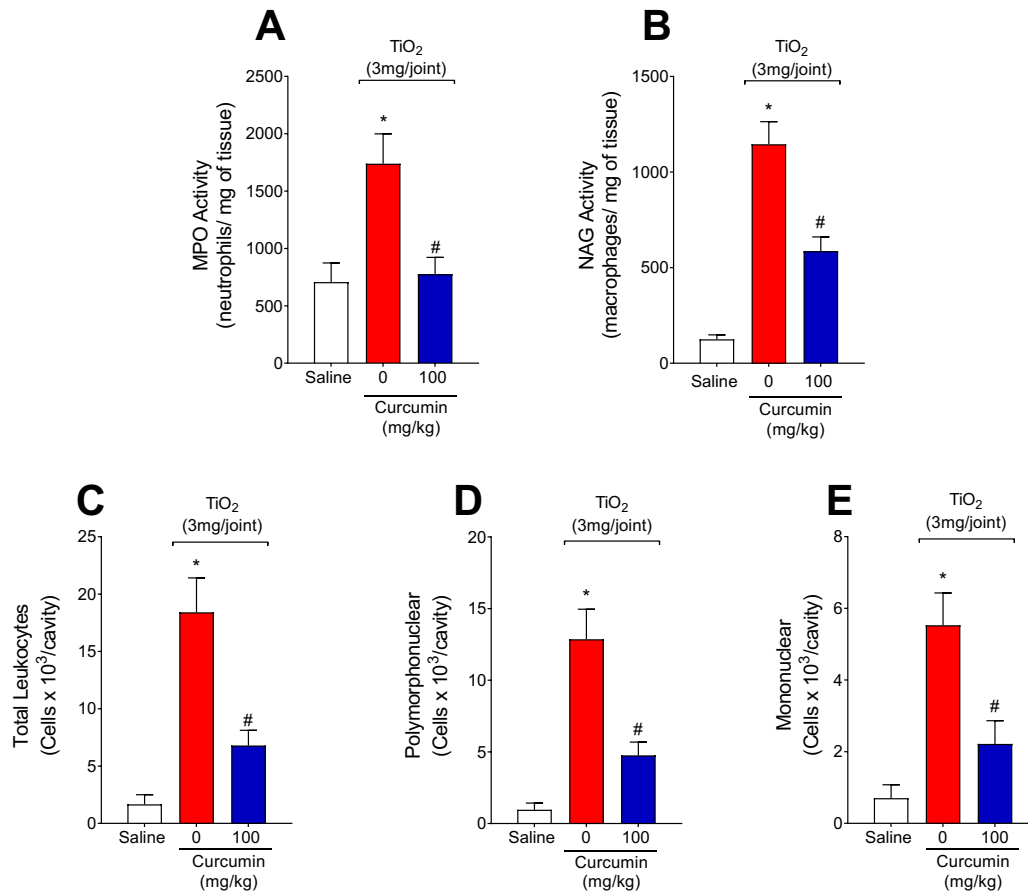 A
TiO₂
(3mg/joint)
MPO Activity
(neutrophils/ mg of tissue)
2500
2000
1500
1000
500
0
*
#
Saline
0
100
Curcumin
(mg/kg)
B
TiO₂
(3mg/joint)
NAG Activity
(macrophages/ mg of tissue)
1500
1000
500
0
*
#
Saline
0
100
Curcumin
(mg/kg)
C
TiO₂
(3mg/joint)
Total Leukocytes
(Cells x 10³/cavity)
25
20
15
10
5
0
*
#
Saline
0
100
Curcumin
(mg/kg)
D
TiO₂
(3mg/joint)
Polymorphonuclear
(Cells x 10³/cavity)
20
15
10
5
0
*
#
Saline
0
100
Curcumin
(mg/kg)
E
TiO₂
(3mg/joint)
Mononuclear
(Cells x 10³/cavity)
8
6
4
2
0
*
#
Saline
0
100
Curcumin
(mg/kg)